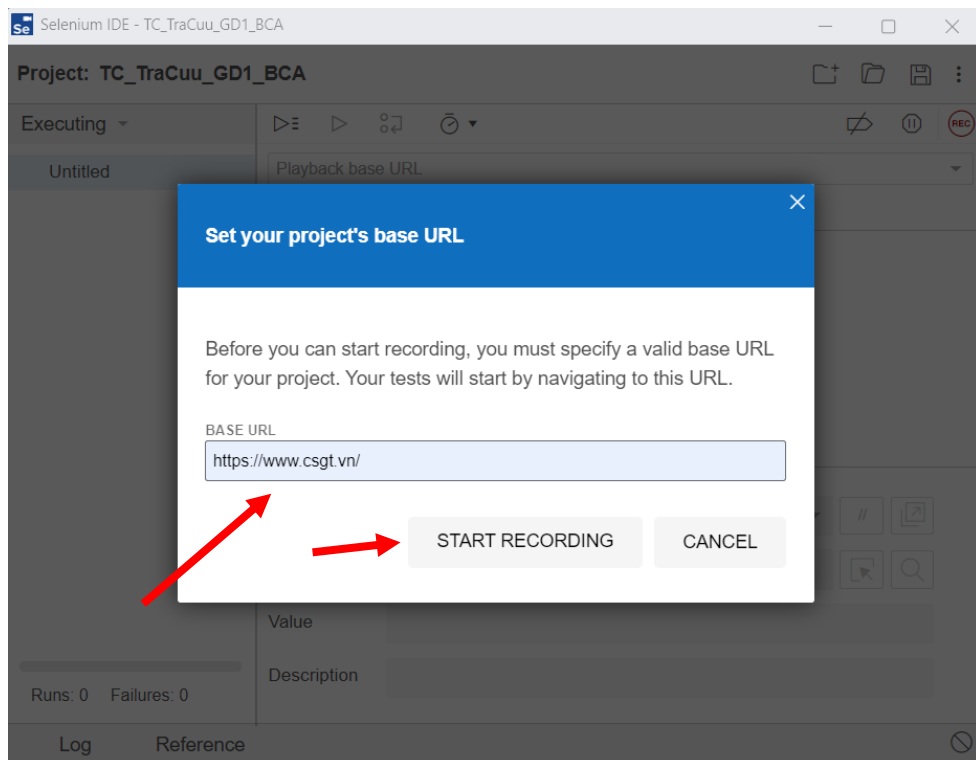 Se Selenium IDE - TC_TraCuu_GD1_BCA
Project: TC_TraCuu_GD1_BCA
Executing
REC
Untitled
Playback base URL
Set your project's base URL
Before you can start recording, you must specify a valid base URL
for your project. Your tests will start by navigating to this URL.
BASE URL
https://www.csgt.vn/
//
START RECORDING
CANCEL
Value
Description
Runs: 0 Failures: 0
Log Reference